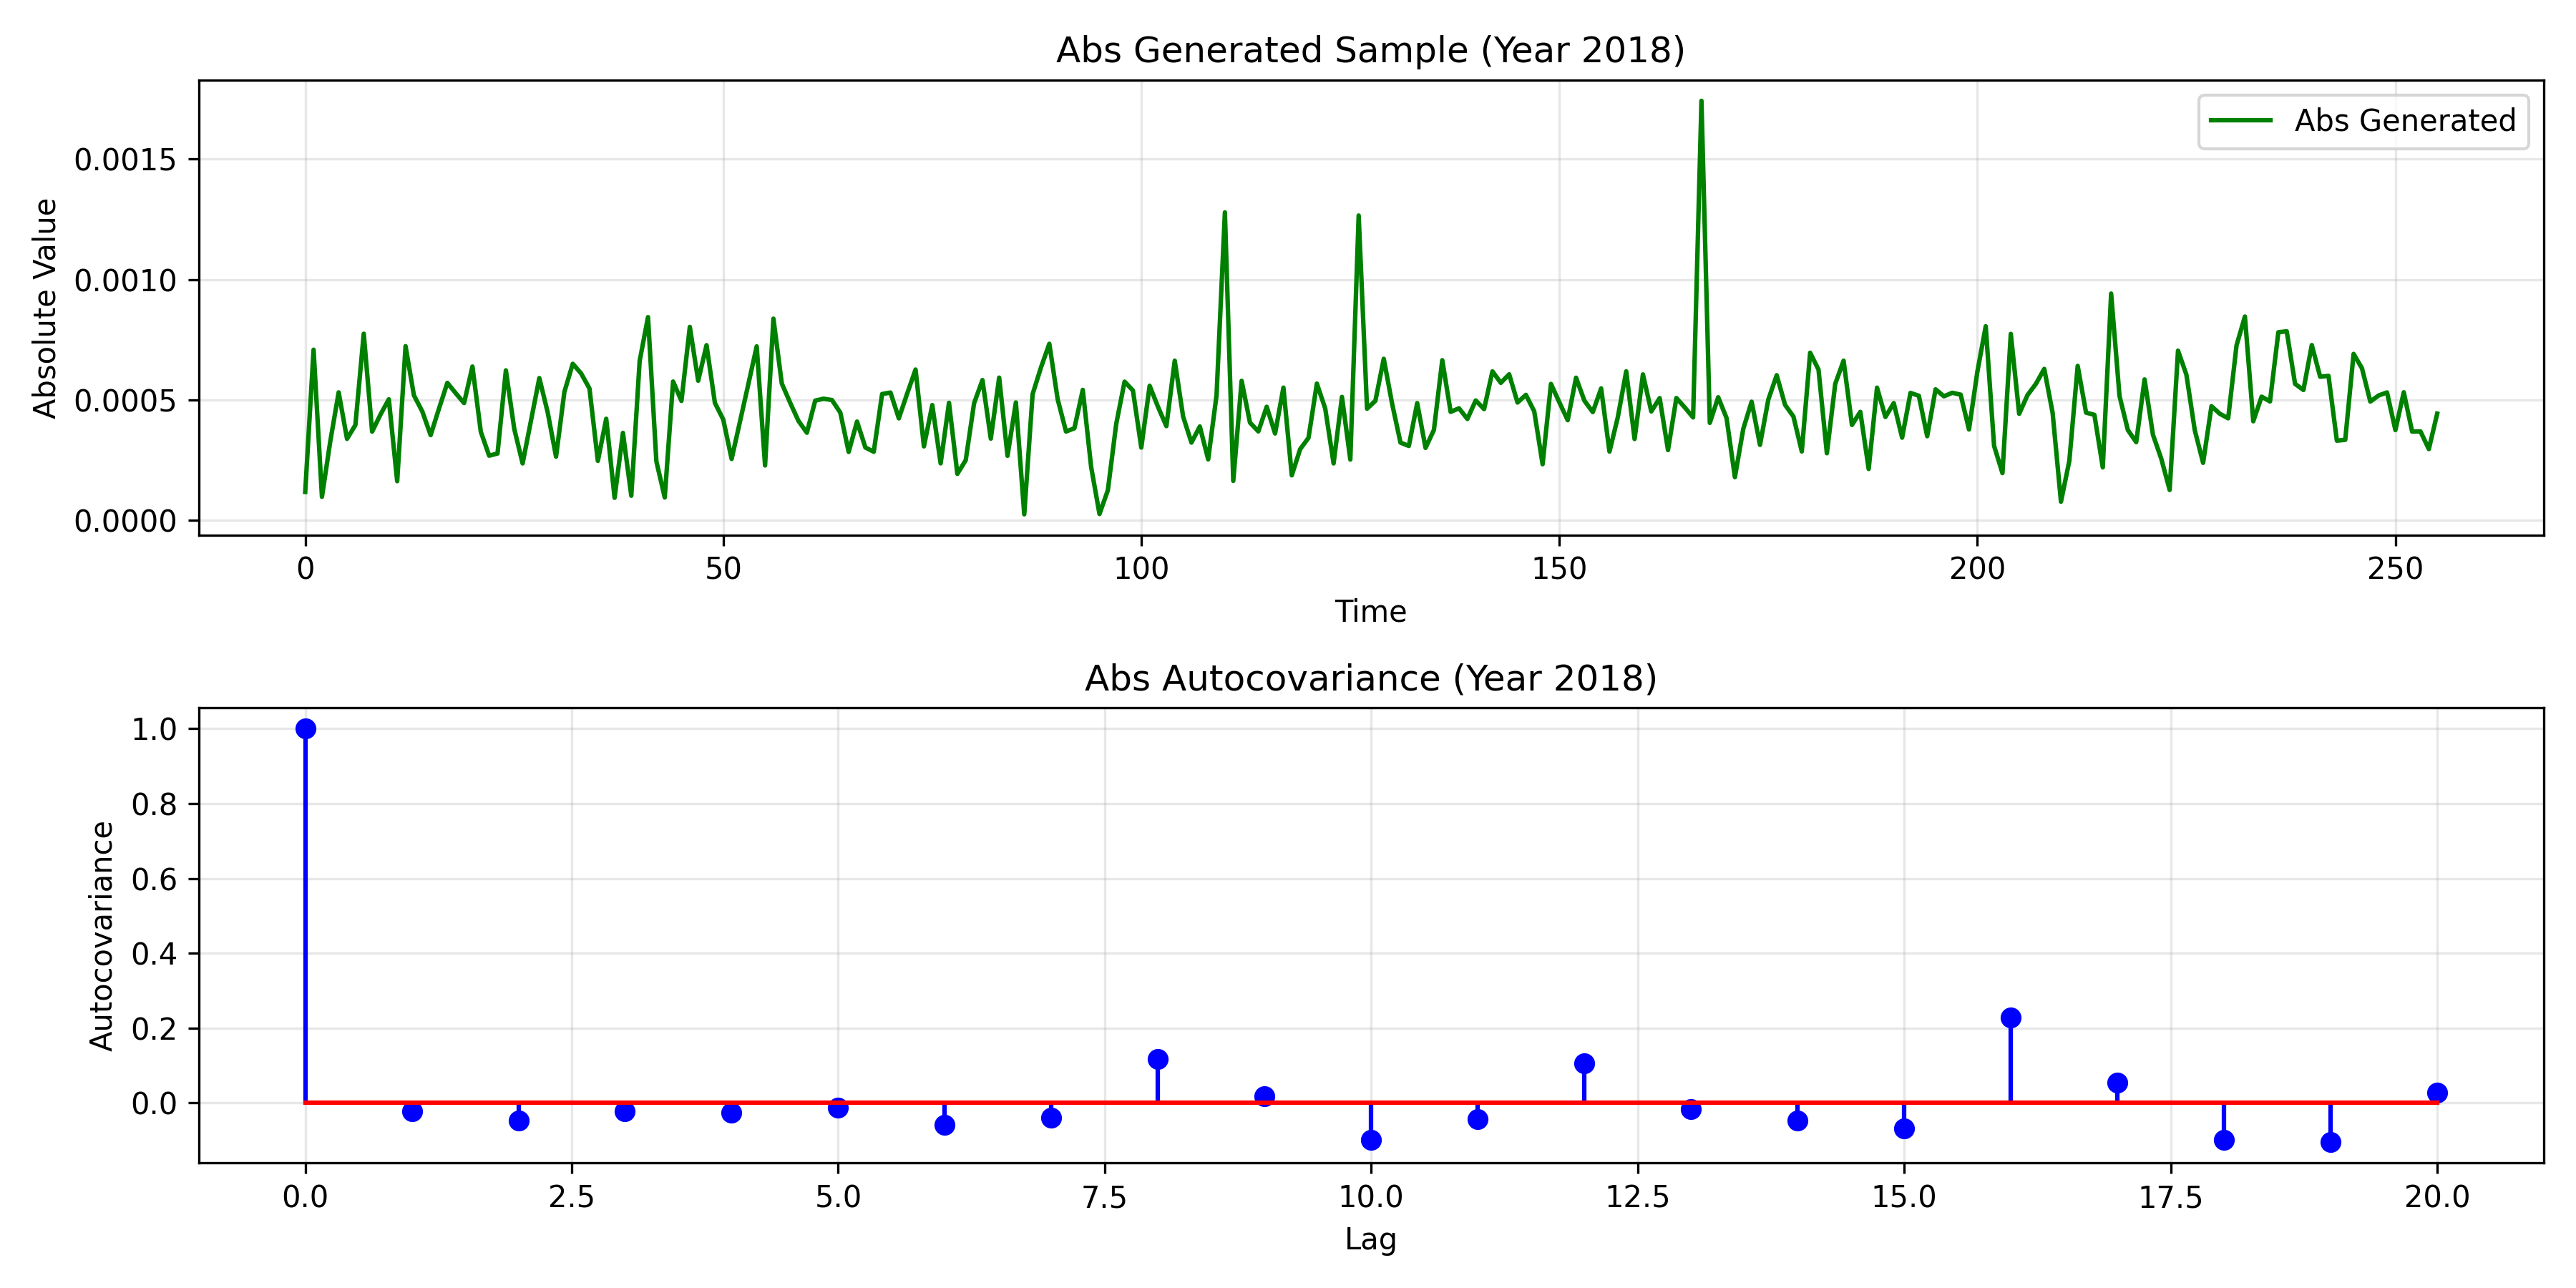 Abs Generated Sample (Year 2018)
Abs Generated
Absolute Value
0.0015
0.0010
0.0005
0.0000
0 50 100 150 200 250
Time
Abs Autocovariance (Year 2018)
Autocovariance
1.0
0.8
0.6
0.4
0.2
0.0
0.0 2.5 5.0 7.5 10.0 12.5 15.0 17.5 20.0
Lag